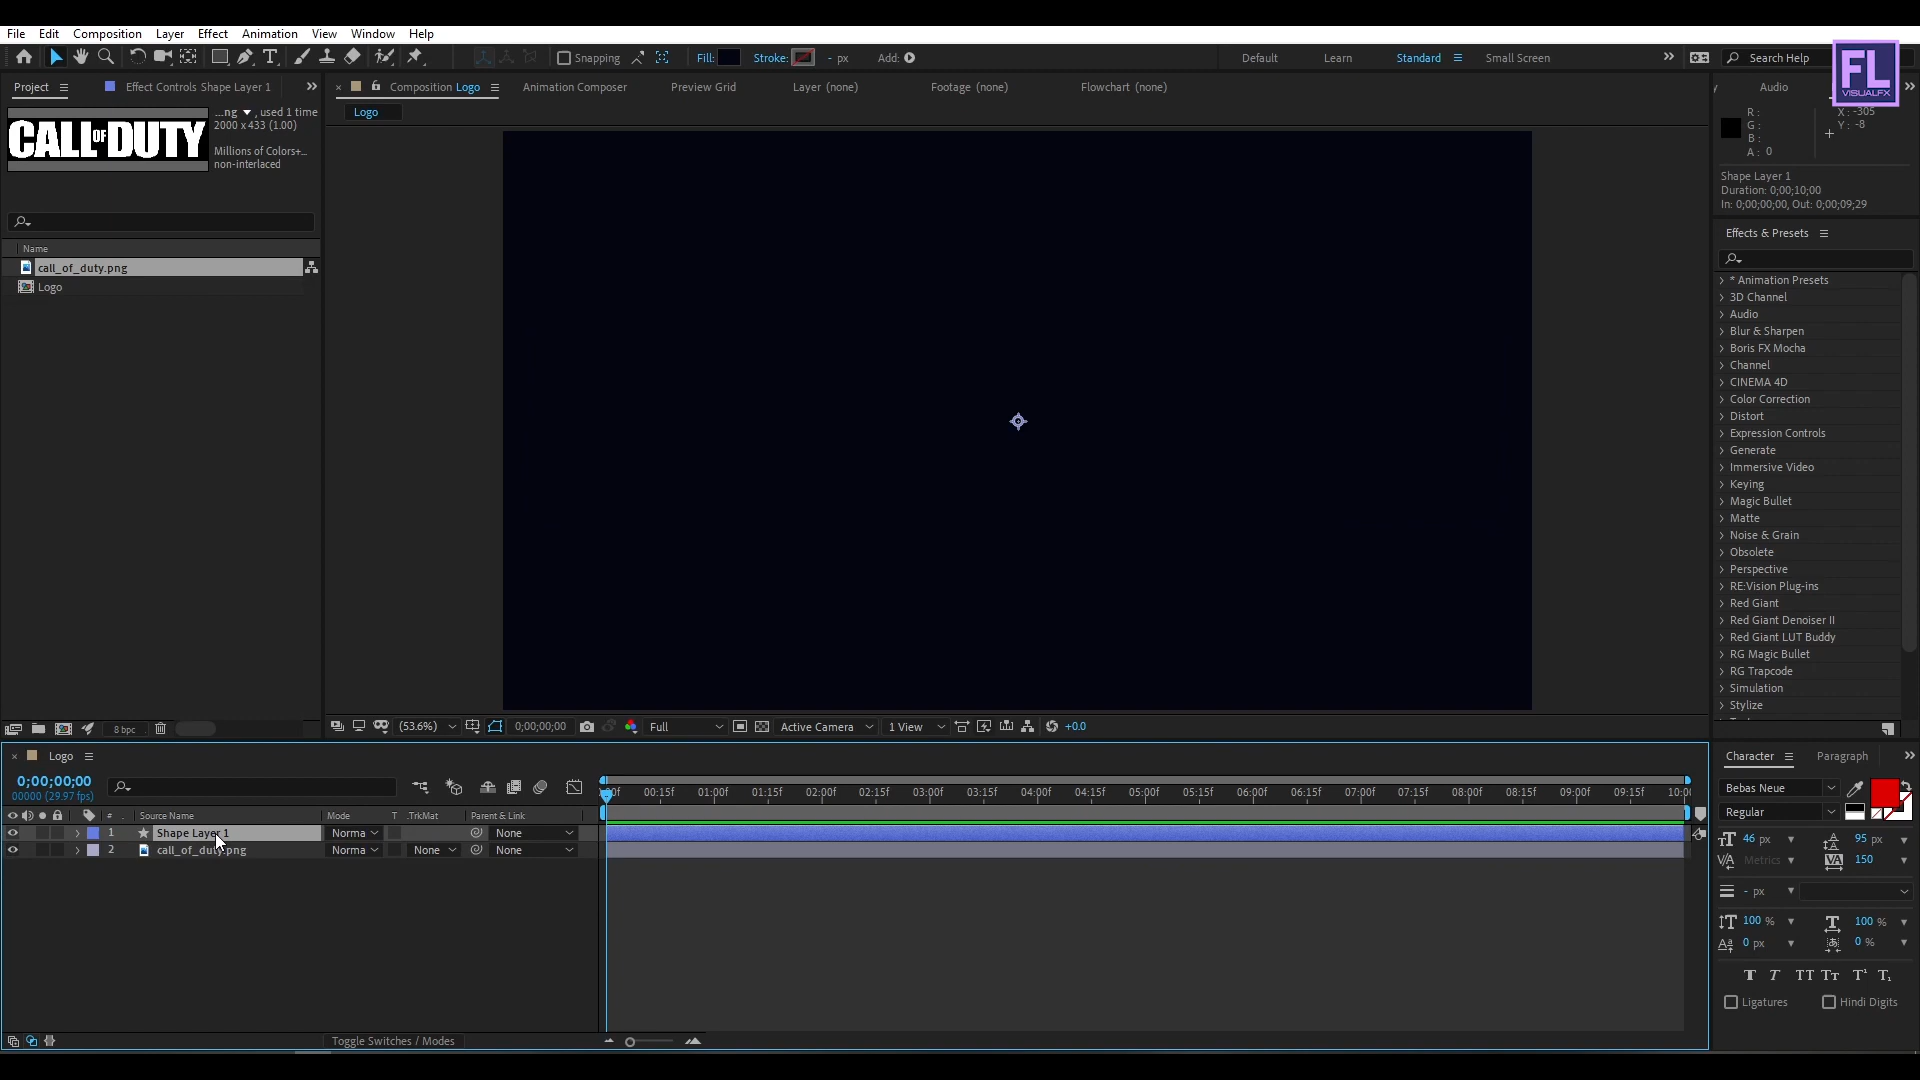 File Edit Composition Layer Effect Animation View Window Help
Snapping Fill: Stroke: - px Add: Default Learn Standard Small Screen Search Help
FL
VISUALFX
Project Effect Controls Shape Layer 1
Composition Logo Animation Composer Preview Grid Layer (none) Footage (none) Flowchart (none)
Audio
Logo
...ng , used 1 time
2000 x 433 (1.00)
Millions of Colors+...
non-interlaced
CALL OF DUTY
R:
G:
B:
A: 0
X: -305
Y: -8
Shape Layer 1
Duration: 0;00;10;00
In: 0;00;00;00, Out: 0;00;09;29
Name
call_of_duty.png
Logo
Effects & Presets
* Animation Presets
3D Channel
Audio
Blur & Sharpen
Boris FX Mocha
Channel
CINEMA 4D
Color Correction
Distort
Expression Controls
Generate
Immersive Video
Keying
Magic Bullet
Matte
Noise & Grain
Obsolete
Perspective
RE:Vision Plug-ins
Red Giant
Red Giant Denoiser II
Red Giant LUT Buddy
RG Magic Bullet
RG Trapcode
Simulation
Stylize
8 bpc
(53.6%) 0;00;00;00 Full Active Camera 1 View +0.0
Logo
0;00;00;00
00000 (29.97 fps)
00:15f 01:00f 01:15f 02:00f 02:15f 03:00f 03:15f 04:00f 04:15f 05:00f 05:15f 06:00f 06:15f 07:00f 07:15f 08:00f 08:15f 09:00f 09:15f 10:0
# Source Name Mode T .TrkMat Parent & Link
1 Shape Layer 1 Norma None
2 call_of_duty.png Norma None None
Toggle Switches / Modes
Character Paragraph
Bebas Neue
Regular
46 px 95 px
Metrics 150
- px
100 % 100 %
0 px 0 %
T T TT Tr T¹ T₁
Ligatures Hindi Digits